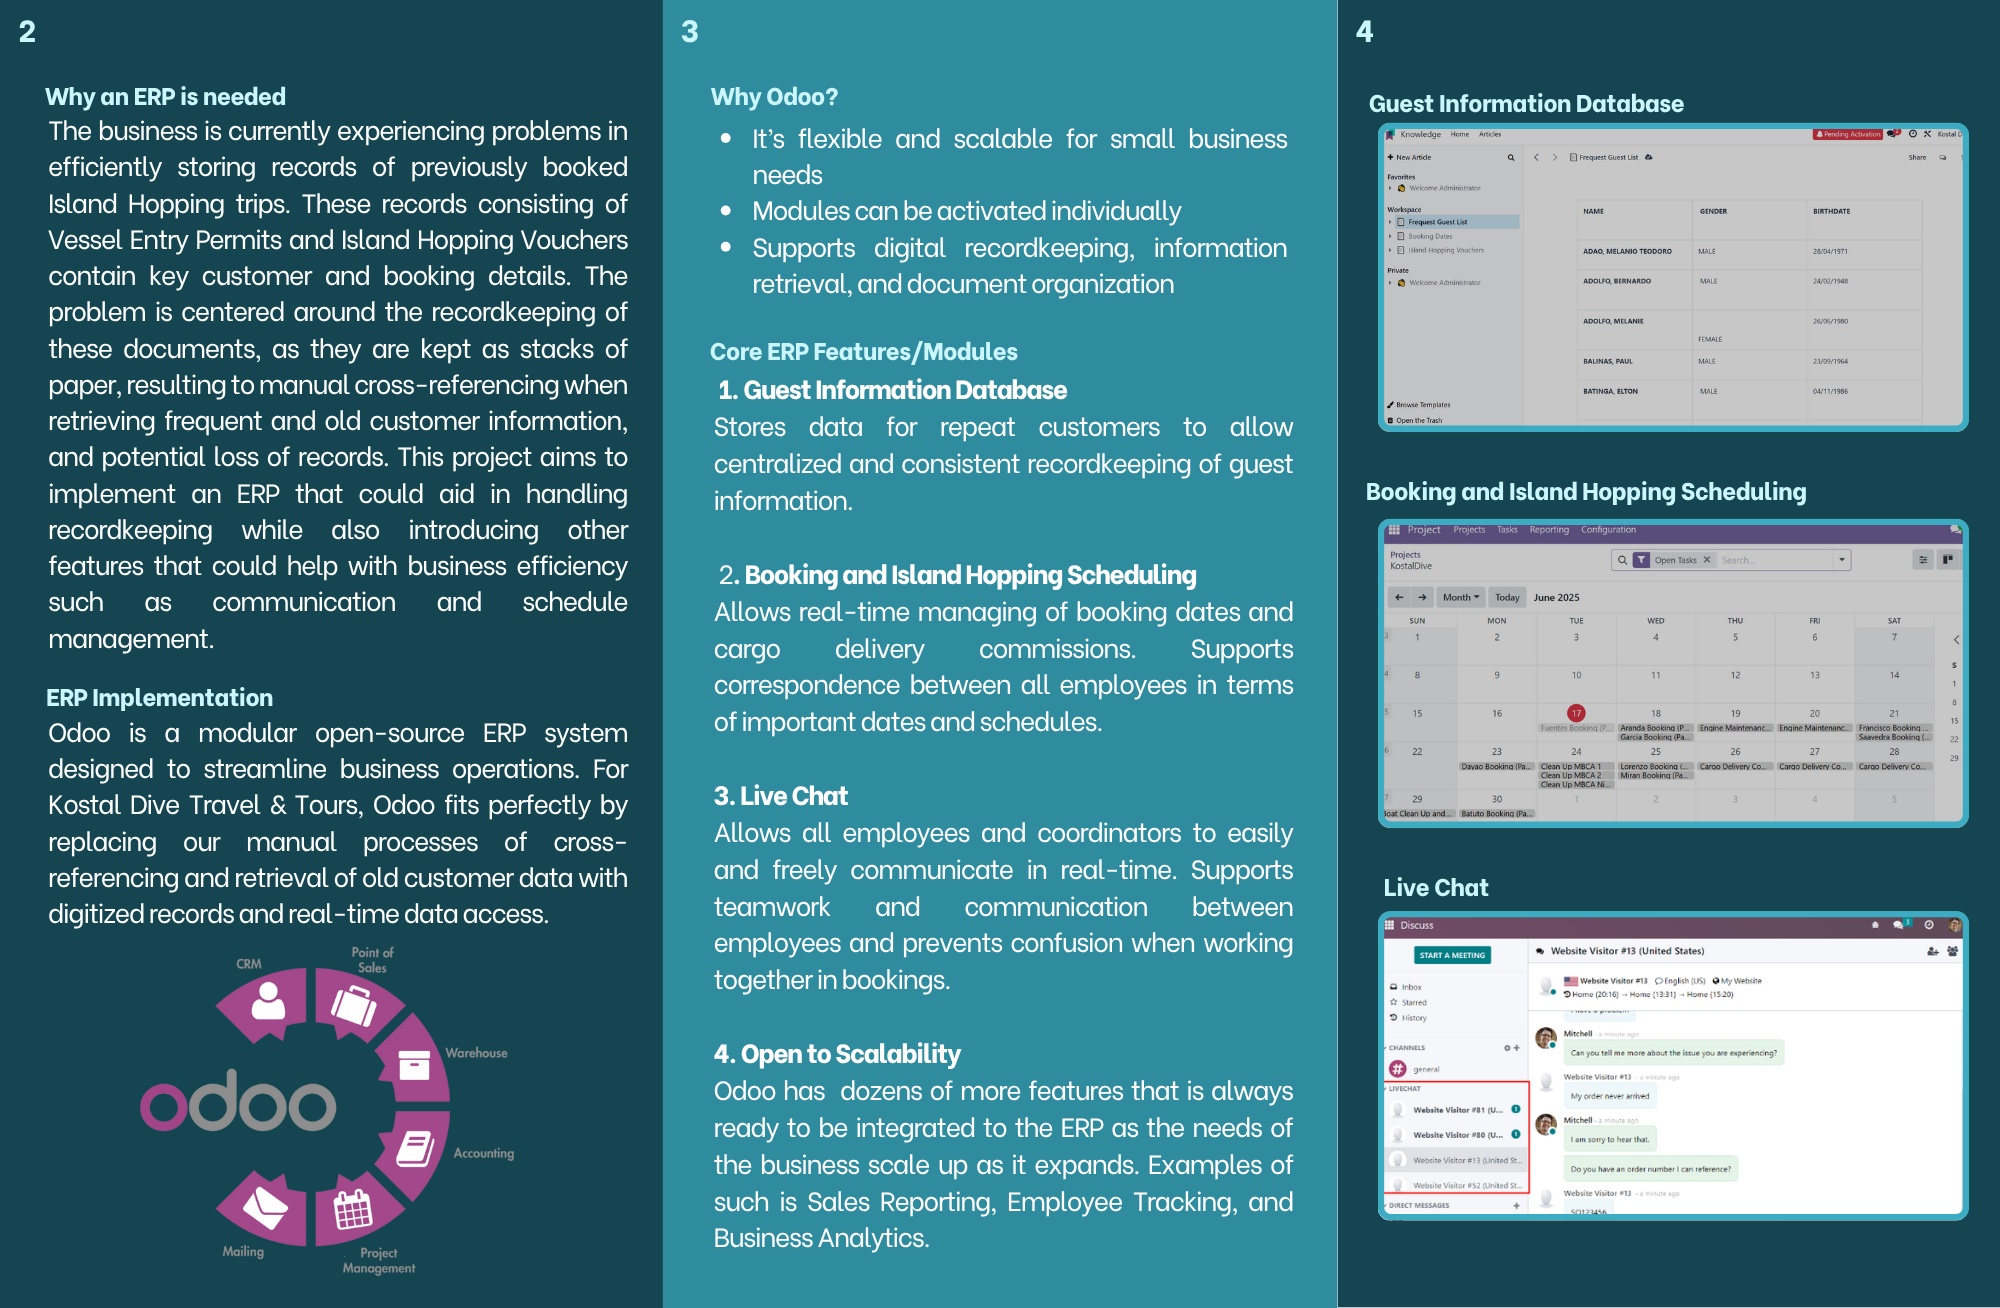 2
Why an ERP is needed
The business is currently experiencing problems in
efficiently storing records of previously booked
Island Hopping trips. These records consisting of
Vessel Entry Permits and Island Hopping Vouchers
contain key customer and booking details. The
problem is centered around the recordkeeping of
these documents, as they are kept as stacks of
paper, resulting to manual cross-referencing when
retrieving frequent and old customer information,
and potential loss of records. This project aims to
implement an ERP that could aid in handling
recordkeeping while also introducing other
features that could help with business efficiency
such as communication and schedule
management.
ERP Implementation
Odoo is a modular open-source ERP system
designed to streamline business operations. For
Kostal Dive Travel & Tours, Odoo fits perfectly by
replacing our manual processes of cross-
referencing and retrieval of old customer data with
digitized records and real-time data access.
CRM
Point of
Sales
Warehouse
odoo
Accounting
Mailing
Project
Management
3
Why Odoo?
• It's flexible and scalable for small business
needs
• Modules can be activated individually
• Supports digital recordkeeping, information
retrieval, and document organization
Core ERP Features/Modules
1. Guest Information Database
Stores data for repeat customers to allow
centralized and consistent recordkeeping of guest
information.
2. Booking and Island Hopping Scheduling
Allows real-time managing of booking dates and
cargo delivery commissions. Supports
correspondence between all employees in terms
of important dates and schedules.
3. Live Chat
Allows all employees and coordinators to easily
and freely communicate in real-time. Supports
teamwork and communication between
employees and prevents confusion when working
together in bookings.
4. Open to Scalability
Odoo has dozens of more features that is always
ready to be integrated to the ERP as the needs of
the business scale up as it expands. Examples of
such is Sales Reporting, Employee Tracking, and
Business Analytics.
4
Guest Information Database
Knowledge Home Articles Pending Activation Kostal D
New Article Frequest Guest List Share
Favorites
Welcome Administrator
Workspace
Frequest Guest List
Booking Dates
Island Hopping Vouchers
Private
Welcome Administrator
Browse Templates
Open the Trash
NAME GENDER BIRTHDATE
ADAO, MELANIO TEODORO MALE 28/04/1971
ADOLFO, BERNARDO MALE 24/02/1948
ADOLFO, MELANIE FEMALE 26/06/1980
BALINAS, PAUL MALE 23/09/1964
BATINGA, ELTON MALE 04/11/1986
Booking and Island Hopping Scheduling
Project Projects Tasks Reporting Configuration
Projects
KostalDive
Open Tasks × Search...
Month Today June 2025
SUN MON TUE WED THU FRI SAT
1 2 3 4 5 6 7
8 9 10 11 12 13 14
15 16 17 18 19 20 21
Fuentes Booking (P... Aranda Booking (P... Engine Maintenanc... Engine Maintenanc... Francisco Booking ...
Garcia Booking (Pa... Saavedra Booking (...
22 23 24 25 26 27 28
Davao Booking (Pa... Clean Up MBCA 1 Lorenzo Booking (... Cargo Delivery Co... Cargo Delivery Co... Cargo Delivery Co...
Clean Up MBCA 2 Miran Booking (Pa...
Clean Up MBCA Ni...
29 30 1 2 3 4 5
Boat Clean Up and... Batuto Booking (Pa...
S
1
8
15
22
29
Live Chat
Discuss 3
START A MEETING
Inbox
Starred
History
CHANNELS
general
LIVECHAT
Website Visitor #81 (U... 1
Website Visitor #80 (U... 1
Website Visitor #13 (United St...
Website Visitor #52 (United St...
DIRECT MESSAGES
Website Visitor #13 (United States)
Website Visitor #13 English (US) My Website
Home (20:16) → Home (13:31) → Home (15:20)
I have a problem
Mitchell - a minute ago
Can you tell me more about the issue you are experiencing?
Website Visitor #13 - a minute ago
My order never arrived
Mitchell - a minute ago
I am sorry to hear that.
Do you have an order number I can reference?
Website Visitor #13 - a minute ago
SO123456